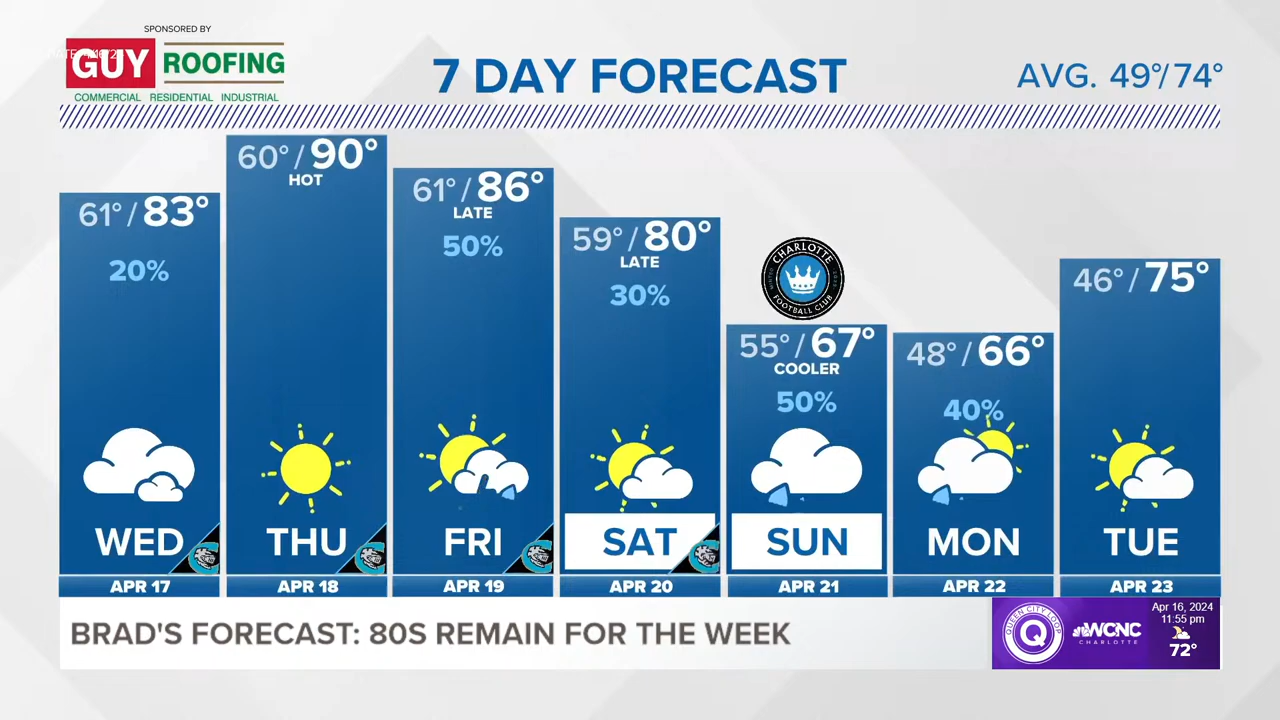 SPONSORED BY
GUY ROOFING
COMMERCIAL RESIDENTIAL INDUSTRIAL
7 DAY FORECAST
AVG. 49°/74°
61° / 83°
20%
WED
APR 17
60° / 90°
HOT
THU
APR 18
61° / 86°
LATE
50%
FRI
APR 19
59° / 80°
LATE
30%
SAT
APR 20
CHARLOTTE
FOOTBALL CLUB
55° / 67°
COOLER
50%
SUN
APR 21
48° / 66°
40%
MON
APR 22
46° / 75°
TUE
APR 23
BRAD'S FORECAST: 80S REMAIN FOR THE WEEK
QUEEN CITY LOOP
Q
WCNC
CHARLOTTE
Apr 16, 2024
11:55 pm
72°